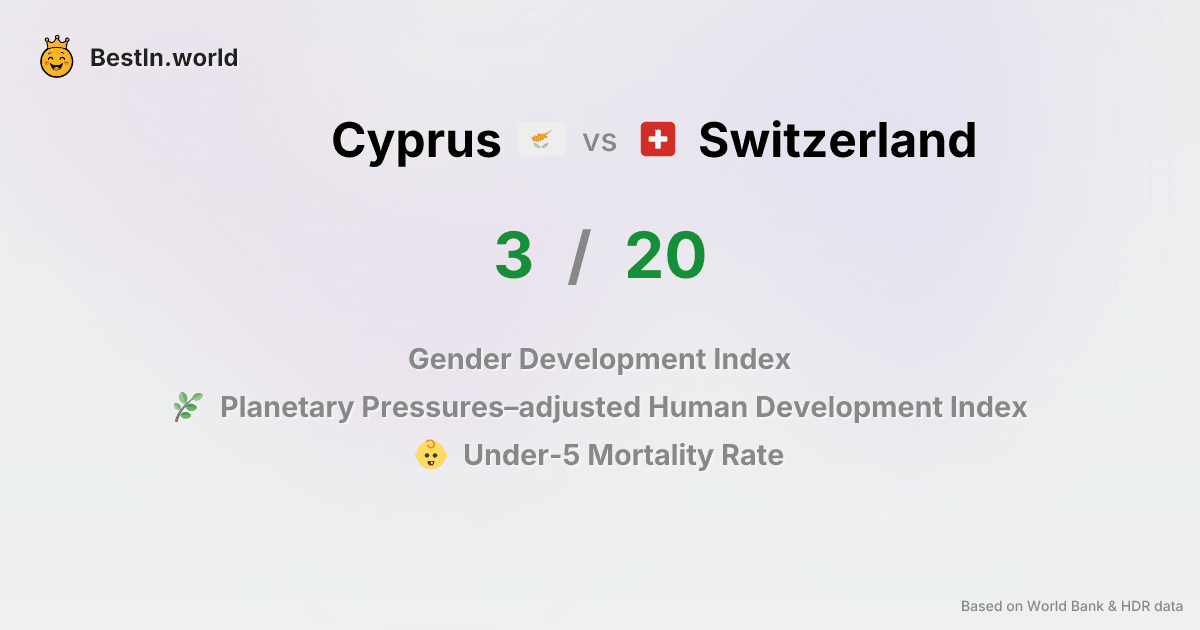 BestIn.world
Cyprus vs Switzerland
3 / 20
Gender Development Index
Planetary Pressures–adjusted Human Development Index
Under-5 Mortality Rate
Based on World Bank & HDR data